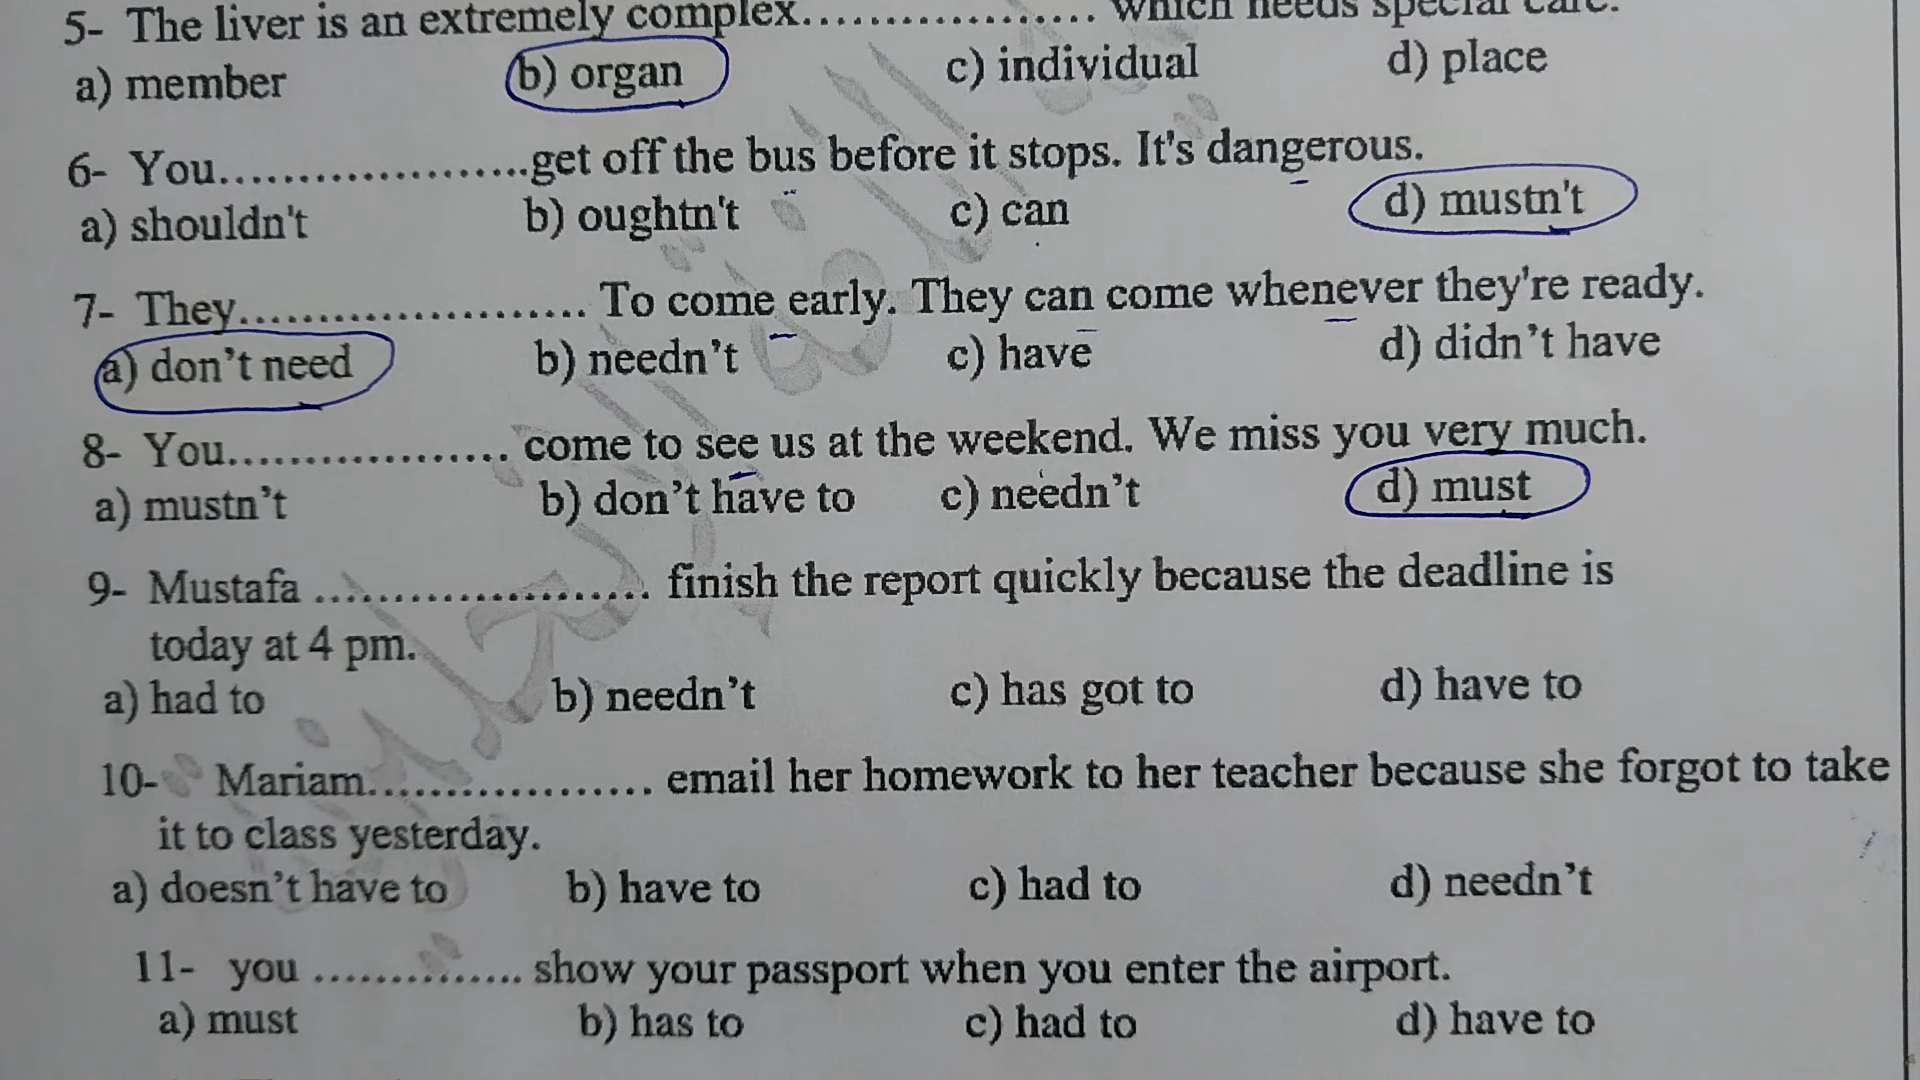 5- The liver is an extremely complex.................. which needs special care.
a) member b) organ c) individual d) place
6- You....................get off the bus before it stops. It's dangerous.
a) shouldn't b) oughtn't c) can d) mustn't
7- They...................... To come early. They can come whenever they're ready.
a) don't need b) needn't c) have d) didn't have
8- You.................. come to see us at the weekend. We miss you very much.
a) mustn't b) don't have to c) needn't d) must
9- Mustafa ..................... finish the report quickly because the deadline is
today at 4 pm.
a) had to b) needn't c) has got to d) have to
10- Mariam.................. email her homework to her teacher because she forgot to take
it to class yesterday.
a) doesn't have to b) have to c) had to d) needn't
11- you .............. show your passport when you enter the airport.
a) must b) has to c) had to d) have to